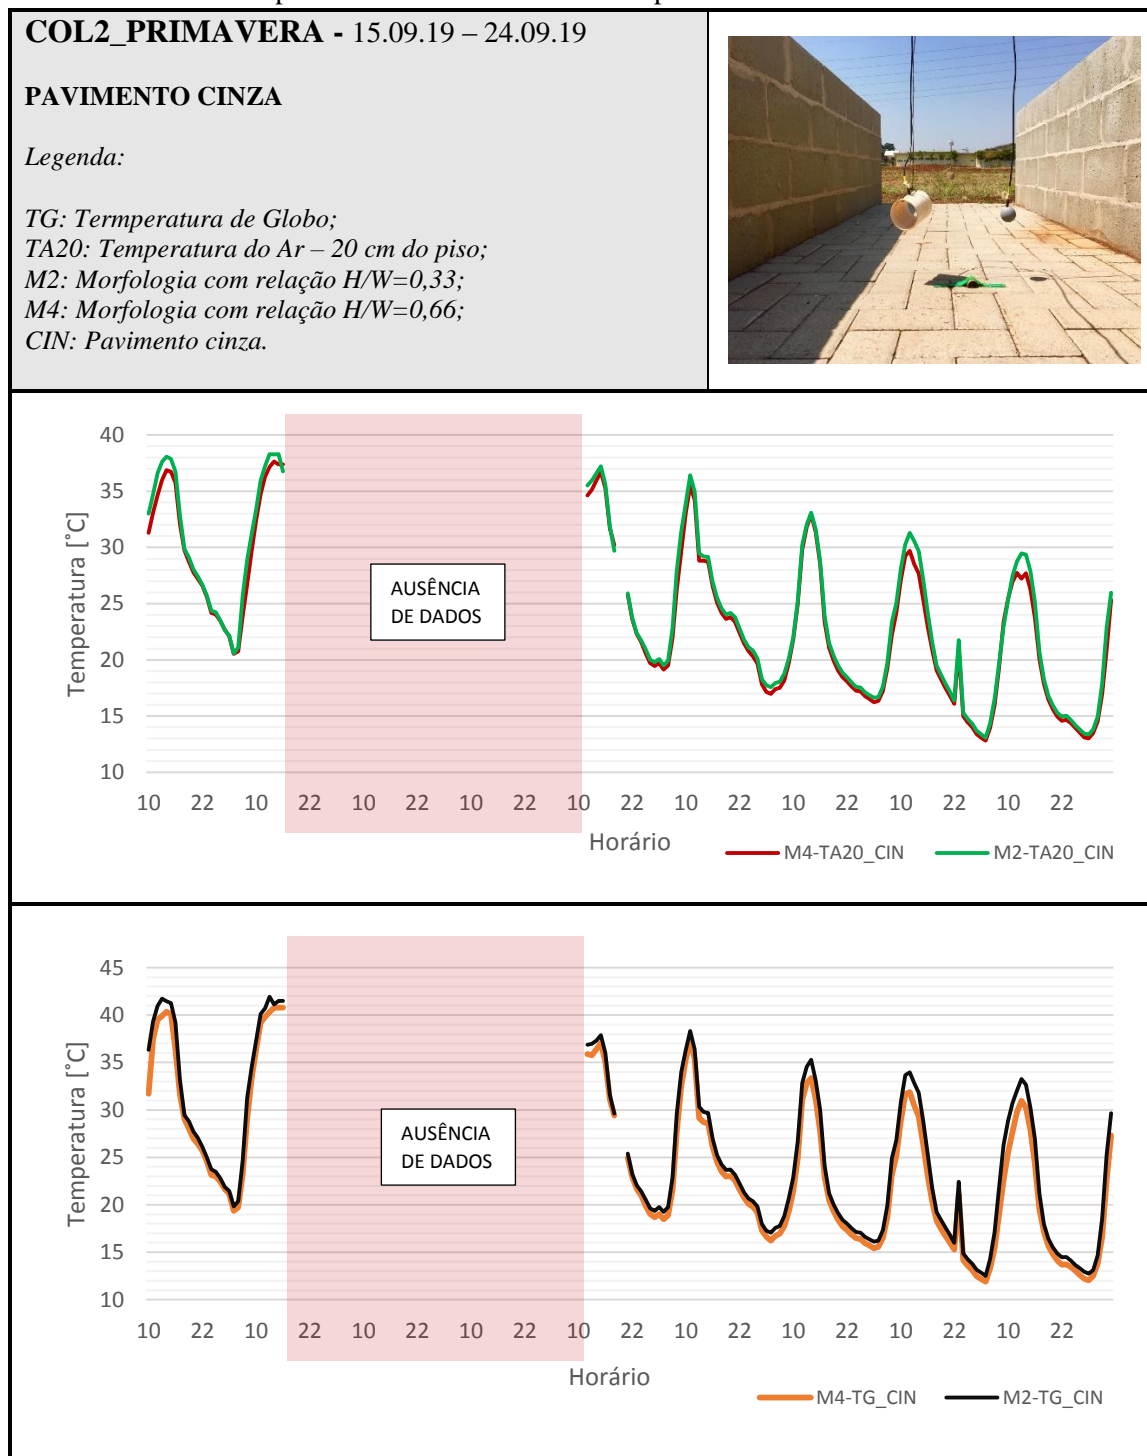 COL2_PRIMAVERA - 15.09.19 – 24.09.19
PAVIMENTO CINZA
Legenda:
TG: Termperatura de Globo;
TA20: Temperatura do Ar – 20 cm do piso;
M2: Morfologia com relação H/W=0,33;
M4: Morfologia com relação H/W=0,66;
CIN: Pavimento cinza.
40
35
30
25
20
15
10
Temperatura [˚C]
AUSÊNCIA
DE DADOS
10 22 10 22 10 22 10 22 10 22 10 22 10 22 10 22 10 22
Horário
M4-TA20_CIN M2-TA20_CIN
45
40
35
30
25
20
15
10
Temperatura [˚C]
AUSÊNCIA
DE DADOS
10 22 10 22 10 22 10 22 10 22 10 22 10 22 10 22 10 22
Horário
M4-TG_CIN M2-TG_CIN